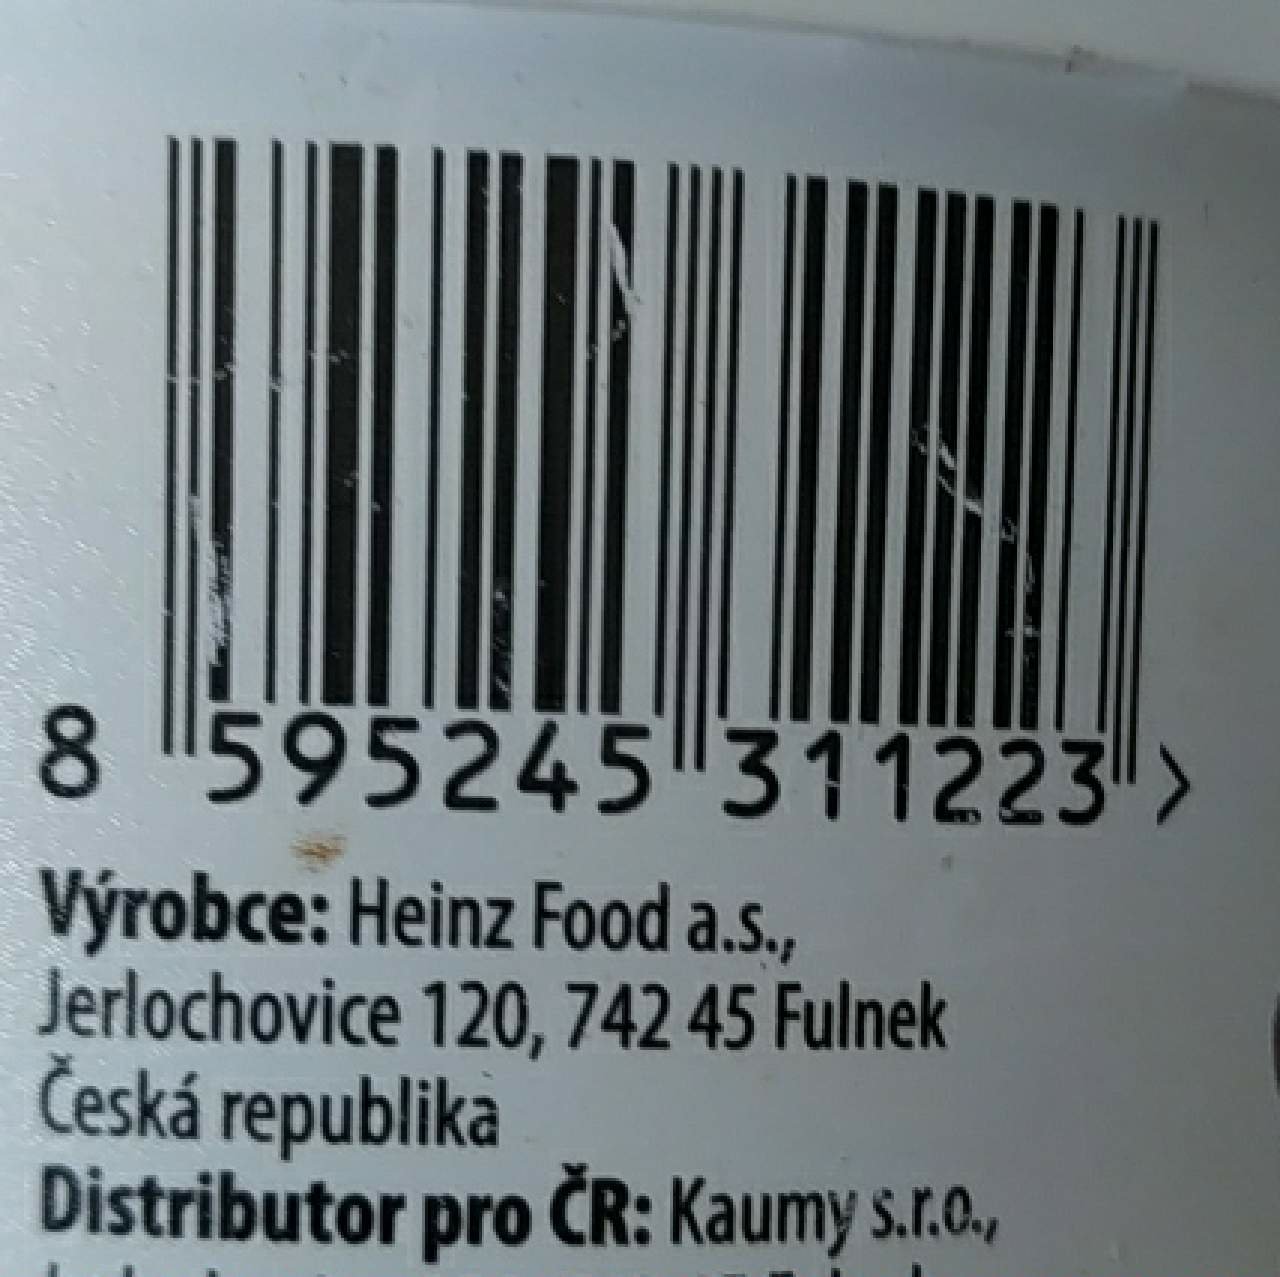 8 595245 311223 >
Výrobce: Heinz Food a.s.,
Jerlochovice 120, 742 45 Fulnek
Česká republika
Distributor pro ČR: Kaumy s.r.o.,